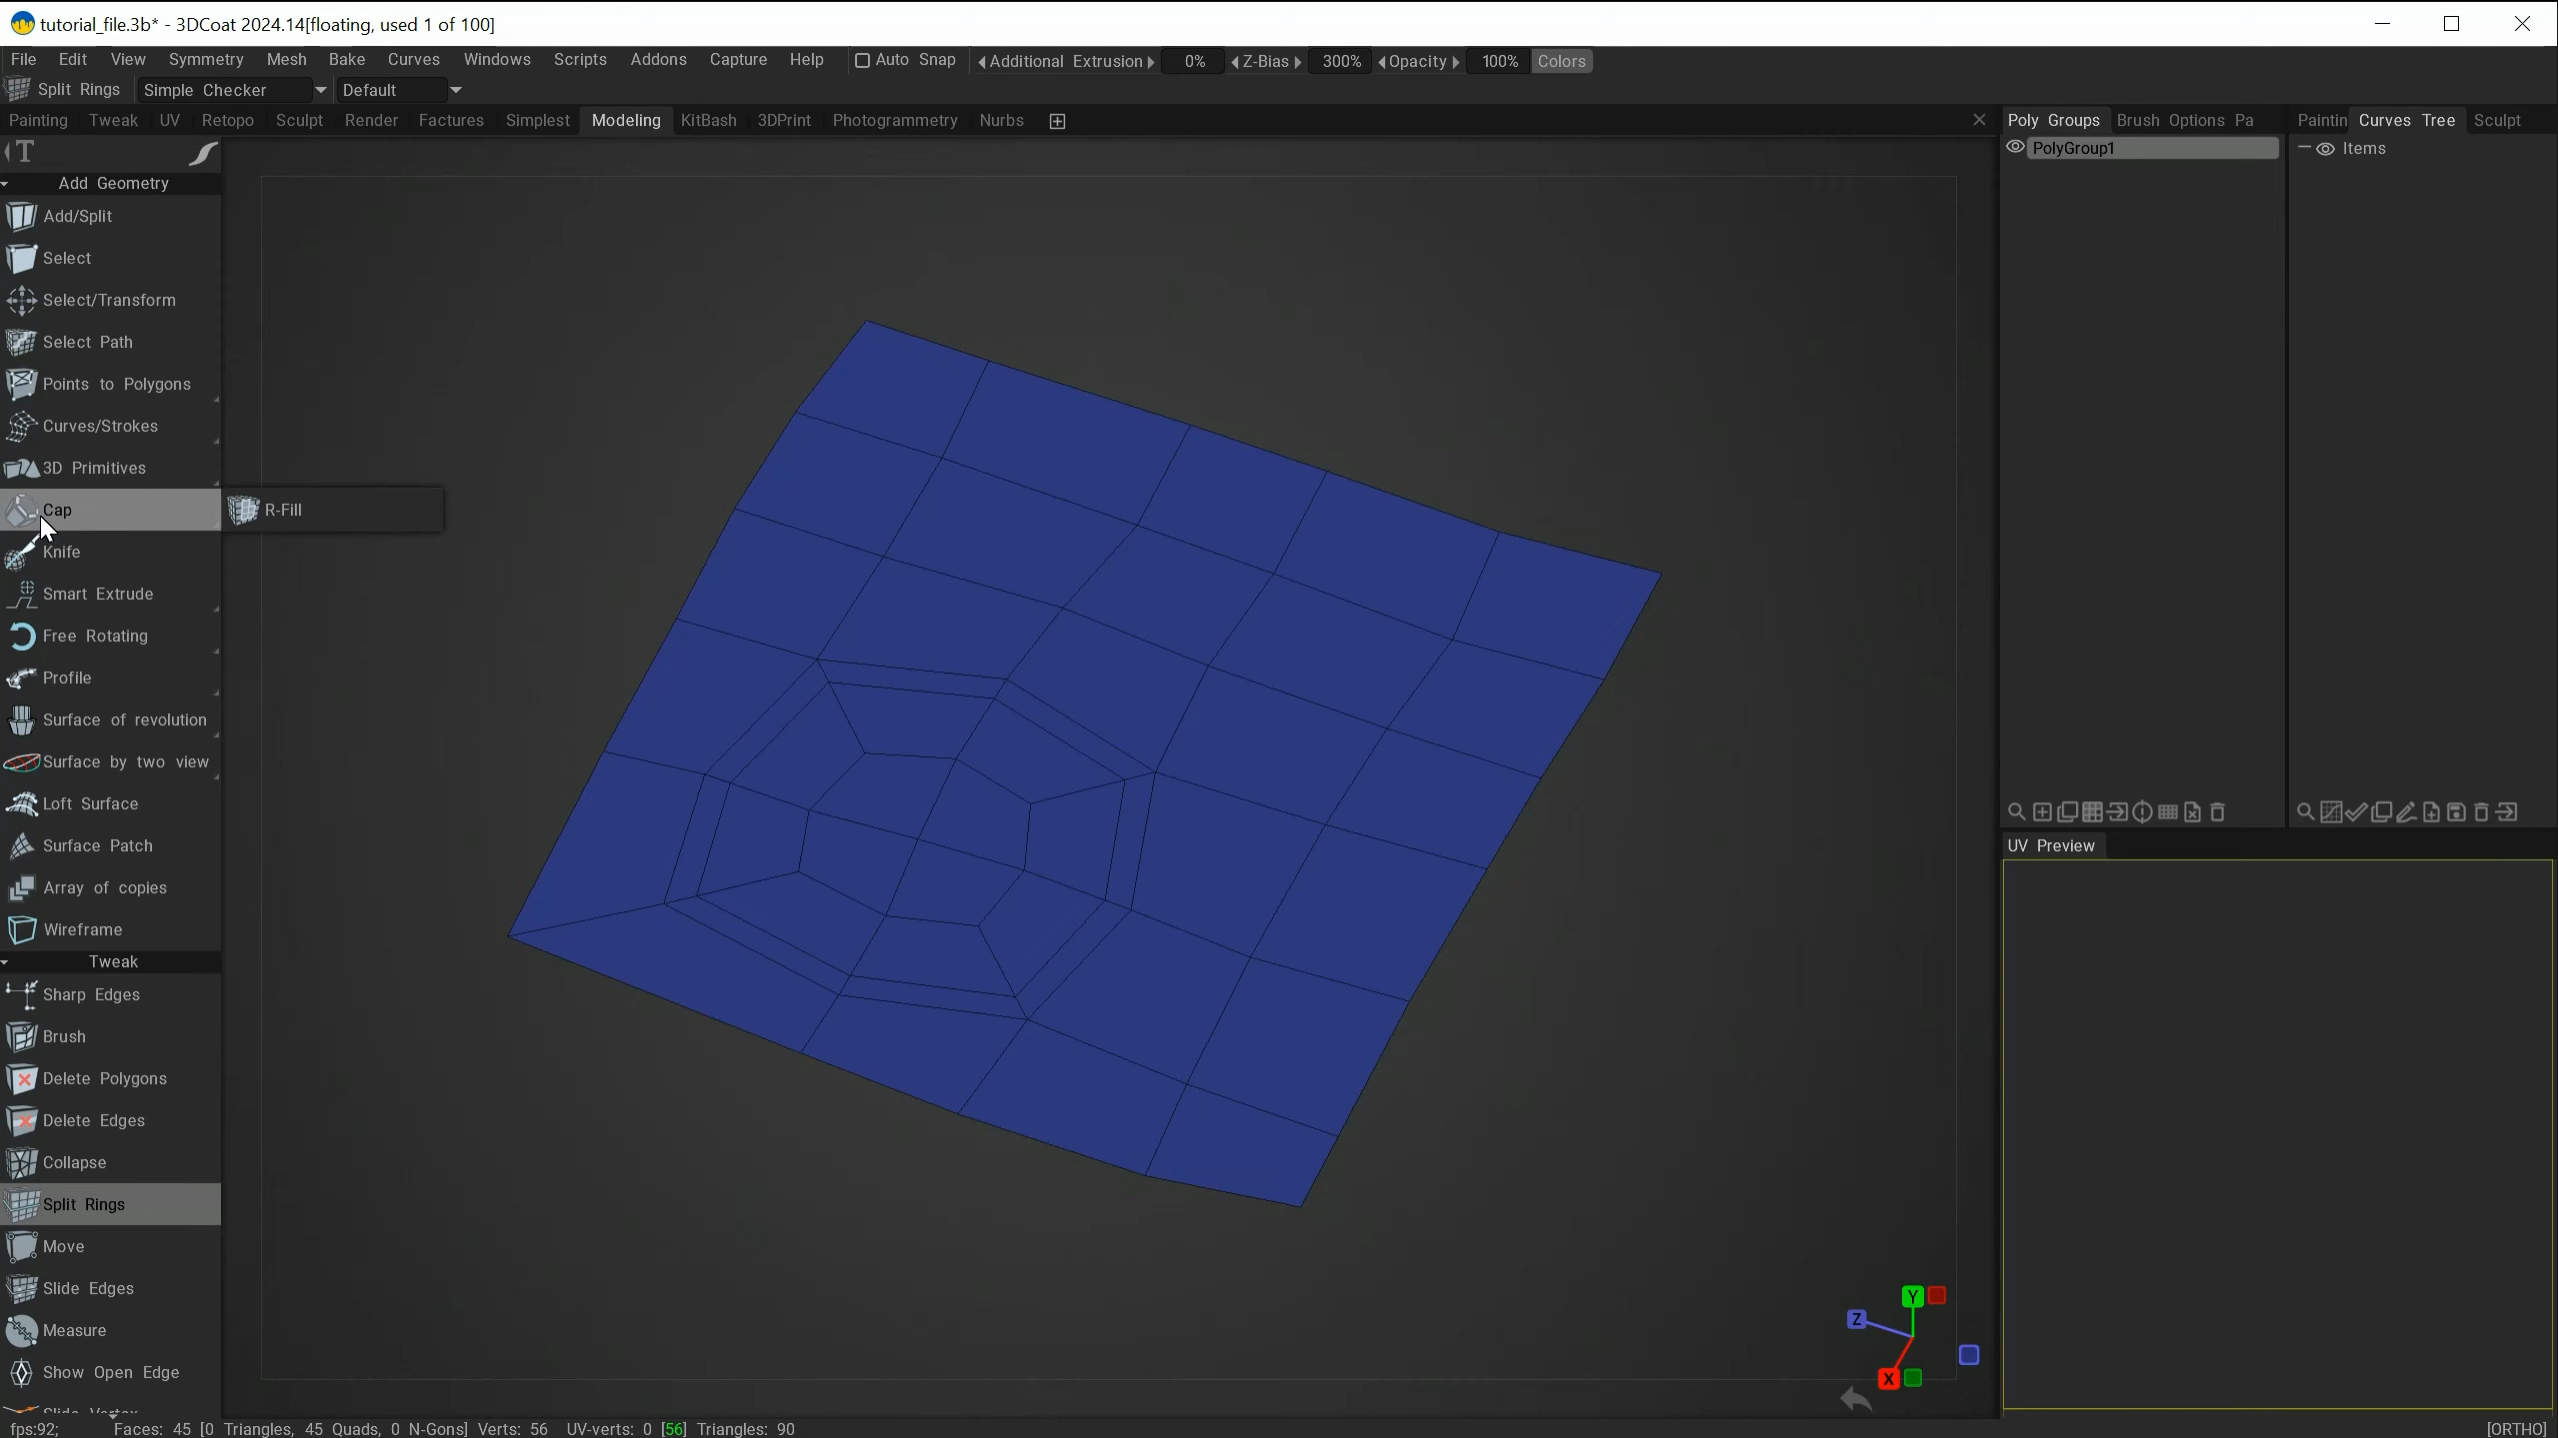 tutorial_file.3b* - 3DCoat 2024.14[floating, used 1 of 100]
File Edit View Symmetry Mesh Bake Curves Windows Scripts Addons Capture Help Auto Snap Additional Extrusion 0% Z-Bias 300% Opacity 100% Colors
Split Rings Simple Checker Default
Painting Tweak UV Retopo Sculpt Render Factures Simplest Modeling KitBash 3DPrint Photogrammetry Nurbs
Poly Groups Brush Options Pa
Paintin Curves Tree Sculpt
PolyGroup1
Items
T
Add Geometry
Add/Split
Select
Select/Transform
Select Path
Points to Polygons
Curves/Strokes
3D Primitives
Cap
R-Fill
Knife
Smart Extrude
Free Rotating
Profile
Surface of revolution
Surface by two view
Loft Surface
Surface Patch
Array of copies
Wireframe
Tweak
Sharp Edges
Brush
Delete Polygons
Delete Edges
Collapse
Split Rings
Move
Slide Edges
Measure
Show Open Edge
Slide Vertex
UV Preview
Y
Z
X
fps:92; Faces: 45 [0 Triangles, 45 Quads, 0 N-Gons] Verts: 56 UV-verts: 0 [56] Triangles: 90
[ORTHO]